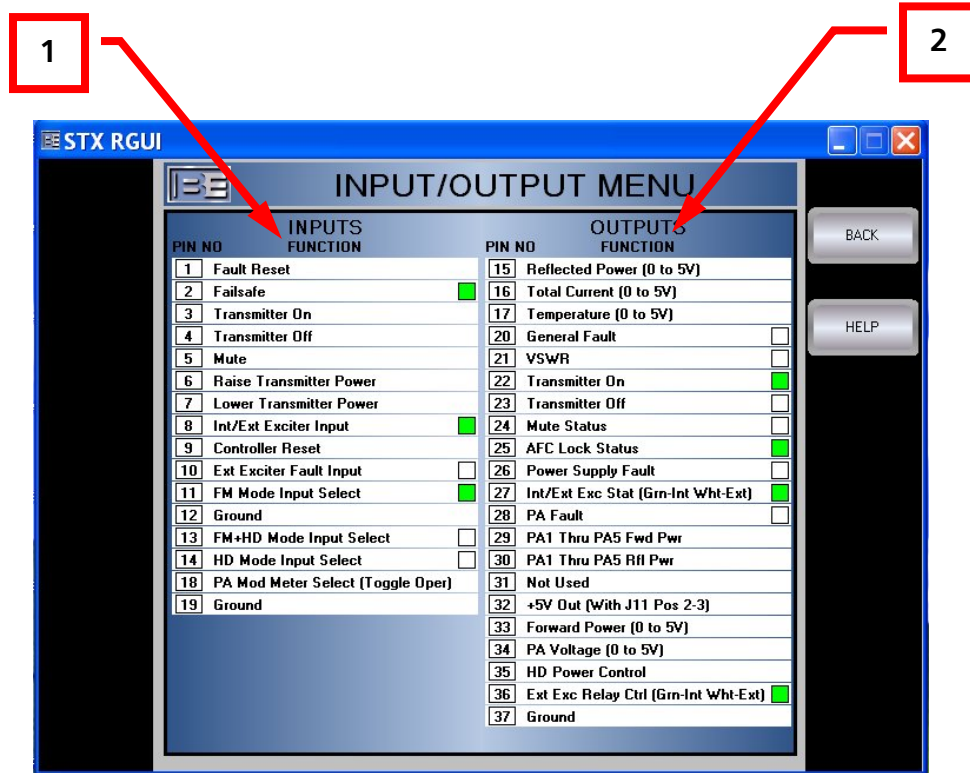 1
2
STX RGUI
BE
INPUT/OUTPUT MENU
INPUTS
PIN NO FUNCTION
1 Fault Reset
2 Failsafe
3 Transmitter On
4 Transmitter Off
5 Mute
6 Raise Transmitter Power
7 Lower Transmitter Power
8 Int/Ext Exciter Input
9 Controller Reset
10 Ext Exciter Fault Input
11 FM Mode Input Select
12 Ground
13 FM+HD Mode Input Select
14 HD Mode Input Select
18 PA Mod Meter Select (Toggle Oper)
19 Ground
OUTPUTS
PIN NO FUNCTION
15 Reflected Power (0 to 5V)
16 Total Current (0 to 5V)
17 Temperature (0 to 5V)
20 General Fault
21 VSWR
22 Transmitter On
23 Transmitter Off
24 Mute Status
25 AFC Lock Status
26 Power Supply Fault
27 Int/Ext Exc Stat (Grn-Int Wht-Ext)
28 PA Fault
29 PA1 Thru PA5 Fwd Pwr
30 PA1 Thru PA5 Rfl Pwr
31 Not Used
32 +5V Out (With J11 Pos 2-3)
33 Forward Power (0 to 5V)
34 PA Voltage (0 to 5V)
35 HD Power Control
36 Ext Exc Relay Ctrl (Grn-Int Wht-Ext)
37 Ground
BACK
HELP